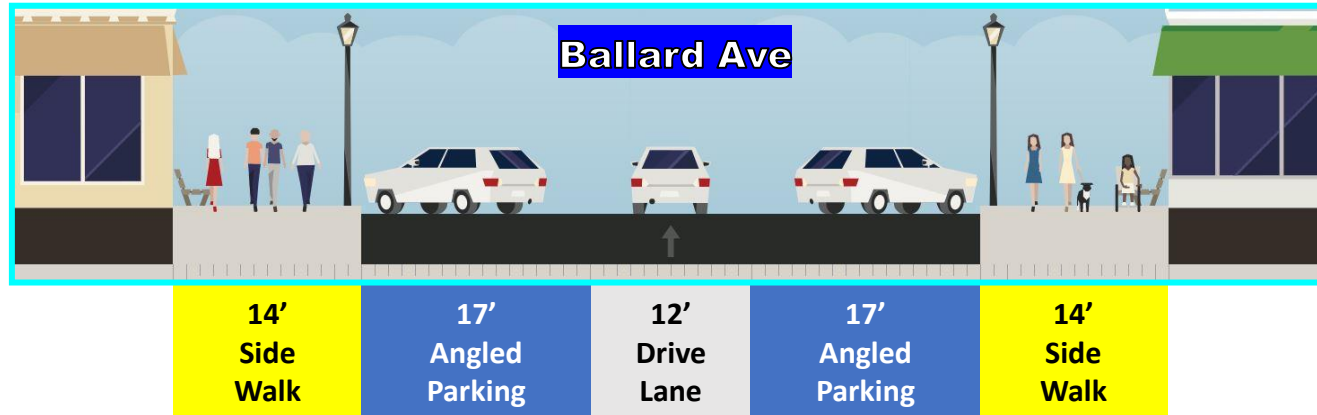 Ballard Ave
14’
Side
Walk
17’
Angled
Parking
12’
Drive
Lane
17’
Angled
Parking
14’
Side
Walk